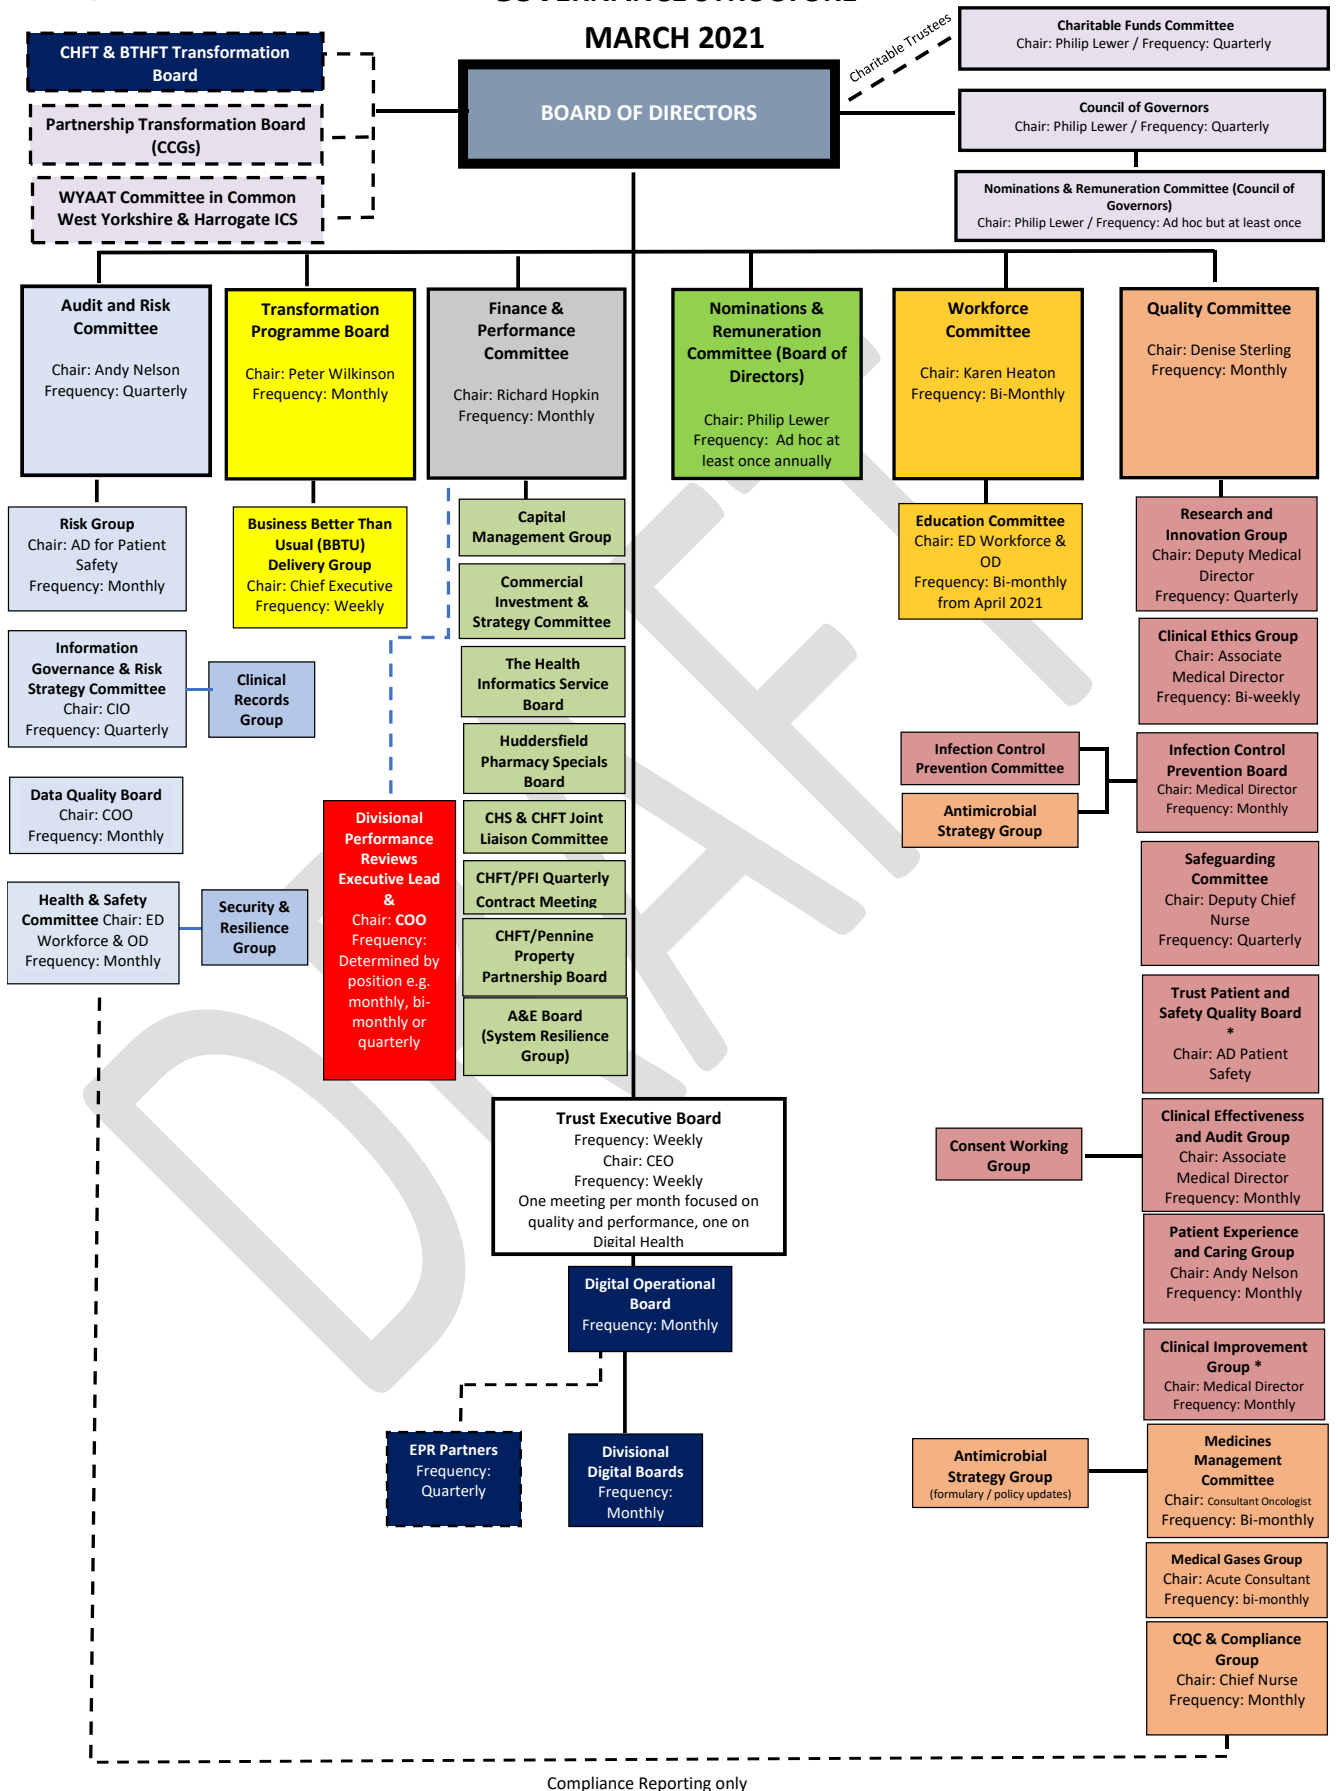 GOVERNANCE STRUCTURE
MARCH 2021
CHFT & BTHFT Transformation
Board
Partnership Transformation Board
(CCGs)
WYAAT Committee in Common
West Yorkshire & Harrogate ICS
BOARD OF DIRECTORS
Charitable Trustees
Charitable Funds Committee
Chair: Philip Lewer / Frequency: Quarterly
Council of Governors
Chair: Philip Lewer / Frequency: Quarterly
Nominations & Remuneration Committee (Council of
Governors)
Chair: Philip Lewer / Frequency: Ad hoc but at least once
Audit and Risk
Committee
Chair: Andy Nelson
Frequency: Quarterly
Transformation
Programme Board
Chair: Peter Wilkinson
Frequency: Monthly
Finance &
Performance
Committee
Chair: Richard Hopkin
Frequency: Monthly
Nominations &
Remuneration
Committee (Board of
Directors)
Chair: Philip Lewer
Frequency: Ad hoc at
least once annually
Workforce
Committee
Chair: Karen Heaton
Frequency: Bi-Monthly
Quality Committee
Chair: Denise Sterling
Frequency: Monthly
Risk Group
Chair: AD for Patient
Safety
Frequency: Monthly
Information
Governance & Risk
Strategy Committee
Chair: CIO
Frequency: Quarterly
Clinical
Records
Group
Data Quality Board
Chair: COO
Frequency: Monthly
Health & Safety
Committee Chair: ED
Workforce & OD
Frequency: Monthly
Security &
Resilience
Group
Business Better Than
Usual (BBTU)
Delivery Group
Chair: Chief Executive
Frequency: Weekly
Divisional
Performance
Reviews
Executive Lead
&
Chair: COO
Frequency:
Determined by
position e.g.
monthly, bi-
monthly or
quarterly
Capital
Management Group
Commercial
Investment &
Strategy Committee
The Health
Informatics Service
Board
Huddersfield
Pharmacy Specials
Board
CHS & CHFT Joint
Liaison Committee
CHFT/PFI Quarterly
Contract Meeting
CHFT/Pennine
Property
Partnership Board
A&E Board
(System Resilience
Group)
Trust Executive Board
Frequency: Weekly
Chair: CEO
Frequency: Weekly
One meeting per month focused on
quality and performance, one on
Digital Health
Digital Operational
Board
Frequency: Monthly
EPR Partners
Frequency:
Quarterly
Divisional
Digital Boards
Frequency:
Monthly
Education Committee
Chair: ED Workforce &
OD
Frequency: Bi-monthly
from April 2021
Research and
Innovation Group
Chair: Deputy Medical
Director
Frequency: Quarterly
Clinical Ethics Group
Chair: Associate
Medical Director
Frequency: Bi-weekly
Infection Control
Prevention Committee
Antimicrobial
Strategy Group
Infection Control
Prevention Board
Chair: Medical Director
Frequency: Monthly
Safeguarding
Committee
Chair: Deputy Chief
Nurse
Frequency: Quarterly
Trust Patient and
Safety Quality Board
*
Chair: AD Patient
Safety
Consent Working
Group
Clinical Effectiveness
and Audit Group
Chair: Associate
Medical Director
Frequency: Monthly
Patient Experience
and Caring Group
Chair: Andy Nelson
Frequency: Monthly
Clinical Improvement
Group *
Chair: Medical Director
Frequency: Monthly
Antimicrobial
Strategy Group
(formulary / policy updates)
Medicines
Management
Committee
Chair: Consultant Oncologist
Frequency: Bi-monthly
Medical Gases Group
Chair: Acute Consultant
Frequency: bi-monthly
CQC & Compliance
Group
Chair: Chief Nurse
Frequency: Monthly
Compliance Reporting only
DRAFT